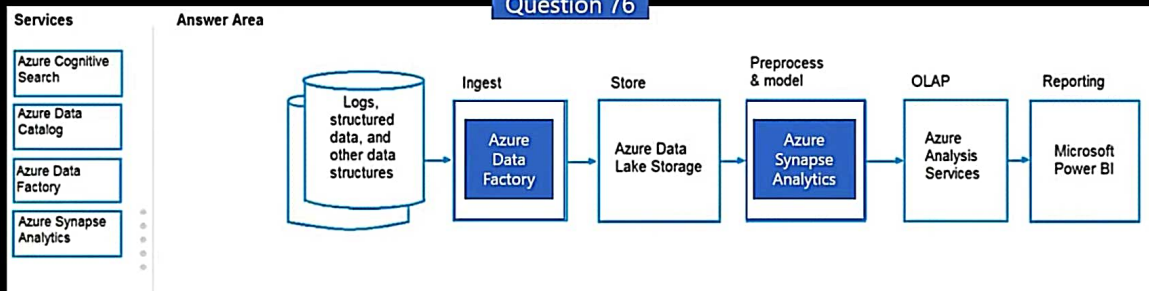 Question 76
Services
Answer Area
Azure Cognitive
Search
Azure Data
Catalog
Azure Data
Factory
Azure Synapse
Analytics
Logs,
structured
data, and
other data
structures
Ingest
Azure
Data
Factory
Store
Azure Data
Lake Storage
Preprocess
& model
Azure
Synapse
Analytics
OLAP
Azure
Analysis
Services
Reporting
Microsoft
Power BI